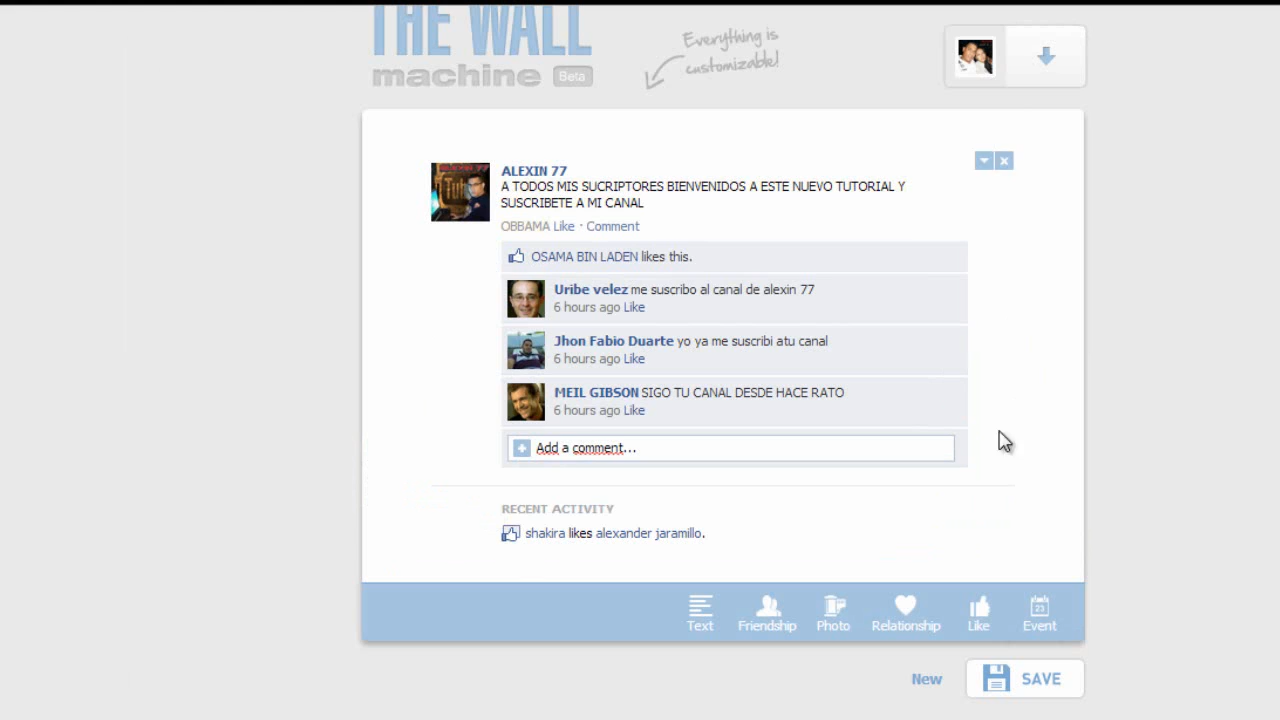 THE WALL
machine Beta
Everything is
customizable!
ALEXIN 77
A TODOS MIS SUCRIPTORES BIENVENIDOS A ESTE NUEVO TUTORIAL Y
SUSCRIBETE A MI CANAL
OBBAMA Like · Comment
OSAMA BIN LADEN likes this.
Uribe velez me suscribo al canal de alexin 77
6 hours ago Like
Jhon Fabio Duarte yo ya me suscribi atu canal
6 hours ago Like
MEIL GIBSON SIGO TU CANAL DESDE HACE RATO
6 hours ago Like
Add a comment...
RECENT ACTIVITY
shakira likes alexander jaramillo.
Text Friendship Photo Relationship Like Event
New SAVE